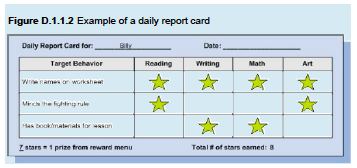 Figure D.1.1.2 Example of a daily report card
Daily Report Card for: Billy Date:
Target Behavior Reading Writing Math Art
Write names on worksheet
Minds the fighting rule
Has book/materials for lesson
7 stars = 1 prize from reward menu Total # of stars earned: 8